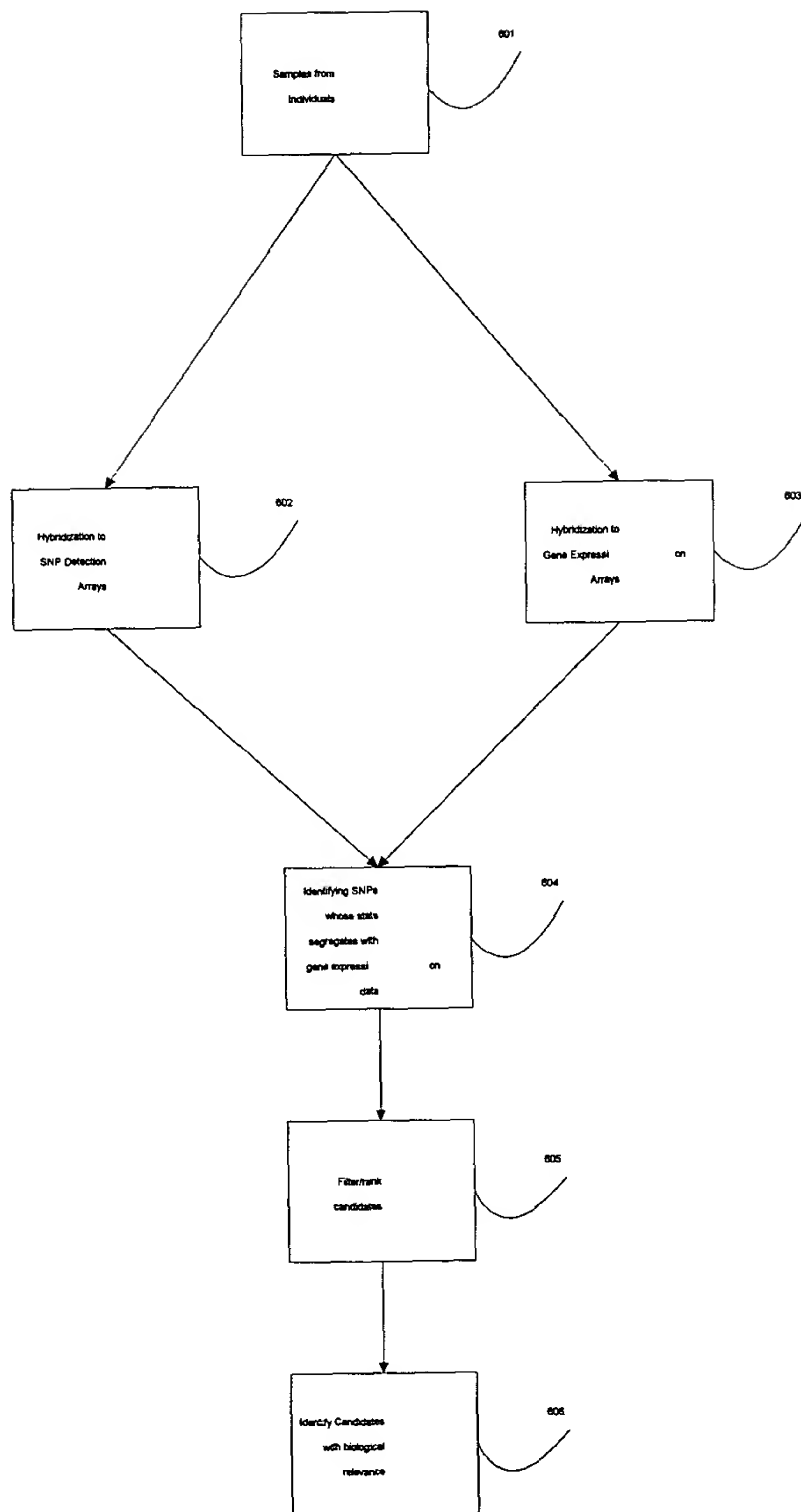 601
Samples from
Individuals
602
Hybridization to
SNP Detection
Arrays
603
Hybridization to
Gene Expressi on
Arrays
604
Identifying SNPs
whose state
segregates with
gene expressi on
data
605
Filter/rank
candidates
606
Identify Candidates
with biological
relevance